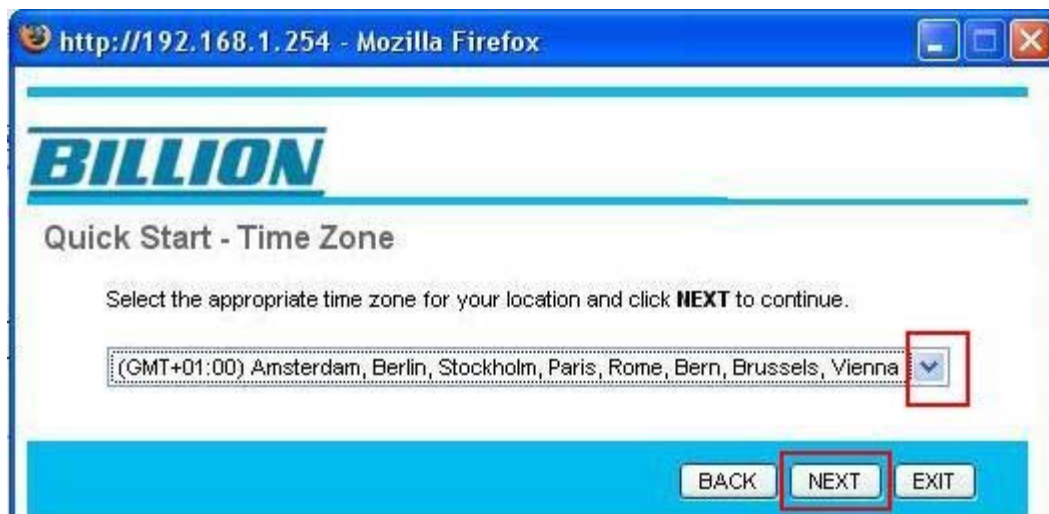 http://192.168.1.254 - Mozilla Firefox
BILLION
Quick Start - Time Zone
Select the appropriate time zone for your location and click NEXT to continue.
(GMT+01:00) Amsterdam, Berlin, Stockholm, Paris, Rome, Bern, Brussels, Vienna
BACK NEXT EXIT